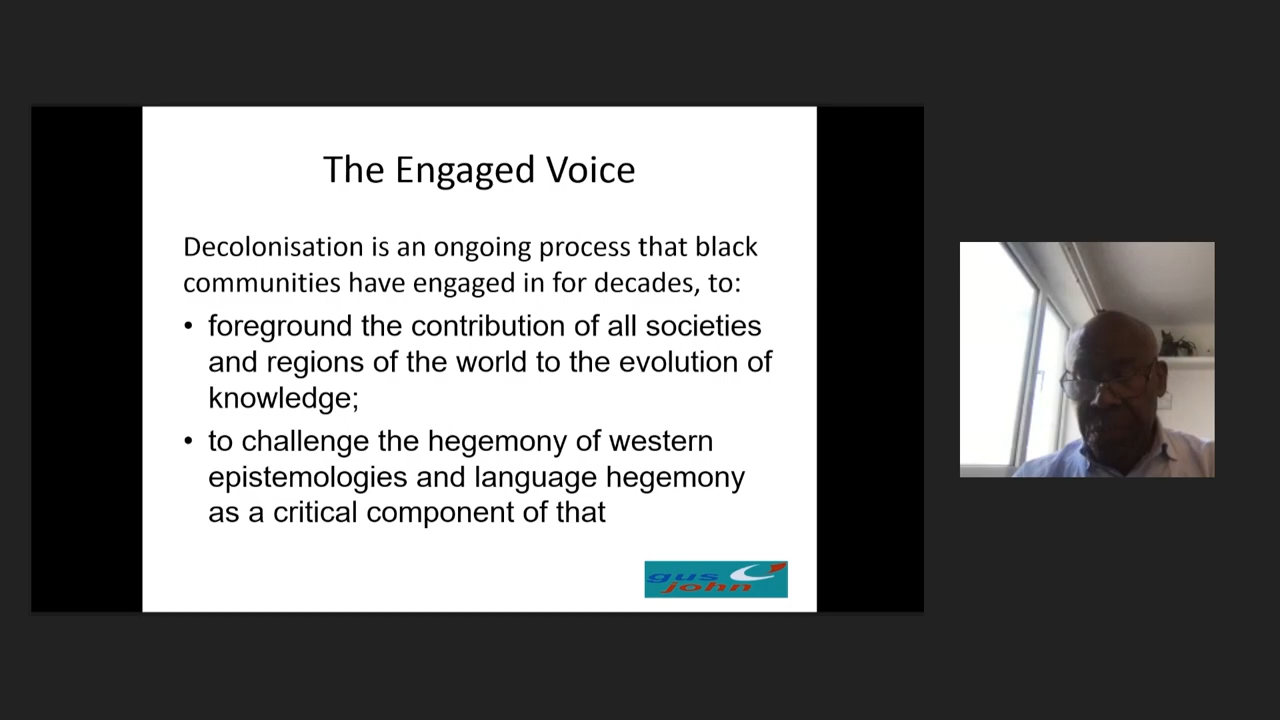 The Engaged Voice
Decolonisation is an ongoing process that black
communities have engaged in for decades, to:
• foreground the contribution of all societies
and regions of the world to the evolution of
knowledge;
• to challenge the hegemony of western
epistemologies and language hegemony
as a critical component of that
gus
john